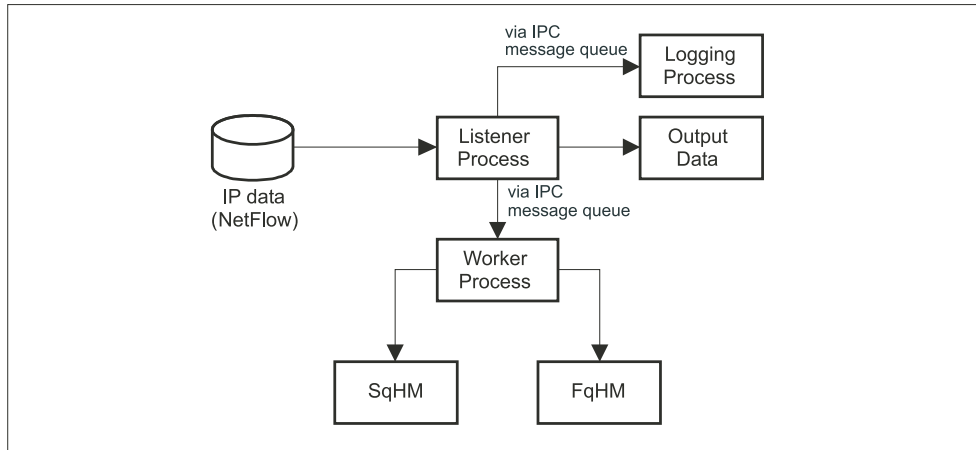 via IPC
message queue
Logging
Process
Listener
Process
Output
Data
IP data
(NetFlow)
via IPC
message queue
Worker
Process
SqHM
FqHM